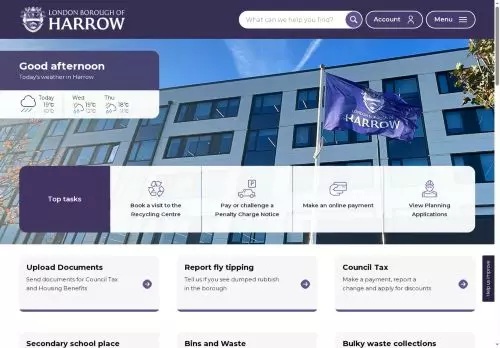 LONDON BOROUGH OF
HARROW
What can we help you find?
Account
Menu
Good afternoon
Today's weather in Harrow
Today
Wed
Thu
19°C
10°C
19°C
12°C
18°C
11°C
LONDON BOROUGH OF
HARROW
Top tasks
Book a visit to the
Recycling Centre
Pay or challenge a
Penalty Charge Notice
Make an online payment
View Planning
Applications
Upload Documents
Send documents for Council Tax
and Housing Benefits
Report fly tipping
Tell us if you see dumped rubbish
in the borough
Council Tax
Make a payment, report a
change and apply for discounts
Help us improve
Secondary school place
Bins and Waste
Bulky waste collections